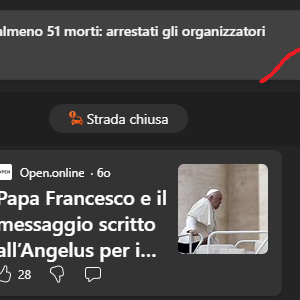 almeno 51 morti: arrestati gli organizzatori
Strada chiusa
OPEN
Open.online · 6o
Papa Francesco e il
messaggio scritto
all’Angelus per i...
28